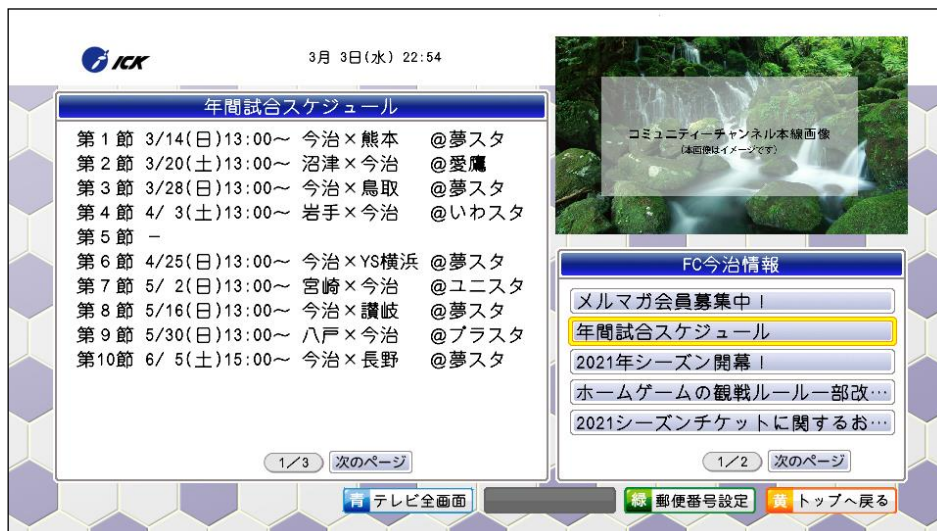 ICK
3月 3日(水) 22:54
年間試合スケジュール
第1節 3/14(日)13:00〜 今治×熊本 @夢スタ
第2節 3/20(土)13:00〜 沼津×今治 @愛鷹
第3節 3/28(日)13:00〜 今治×鳥取 @夢スタ
第4節 4/ 3(土)13:00〜 岩手×今治 @いわスタ
第5節 −
第6節 4/25(日)13:00〜 今治×YS横浜 @夢スタ
第7節 5/ 2(日)13:00〜 宮崎×今治 @ユニスタ
第8節 5/16(日)13:00〜 今治×讃岐 @夢スタ
第9節 5/30(日)13:00〜 八戸×今治 @プラスタ
第10節 6/ 5(土)15:00〜 今治×長野 @夢スタ
1/3 次のページ
コミュニティーチャンネル本線画像
(本画像はイメージです)
FC今治情報
メルマガ会員募集中！
年間試合スケジュール
2021年シーズン開幕！
ホームゲームの観戦ルール一部改…
2021シーズンチケットに関するお…
1/2 次のページ
青 テレビ全画面 緑 郵便番号設定 黄 トップへ戻る